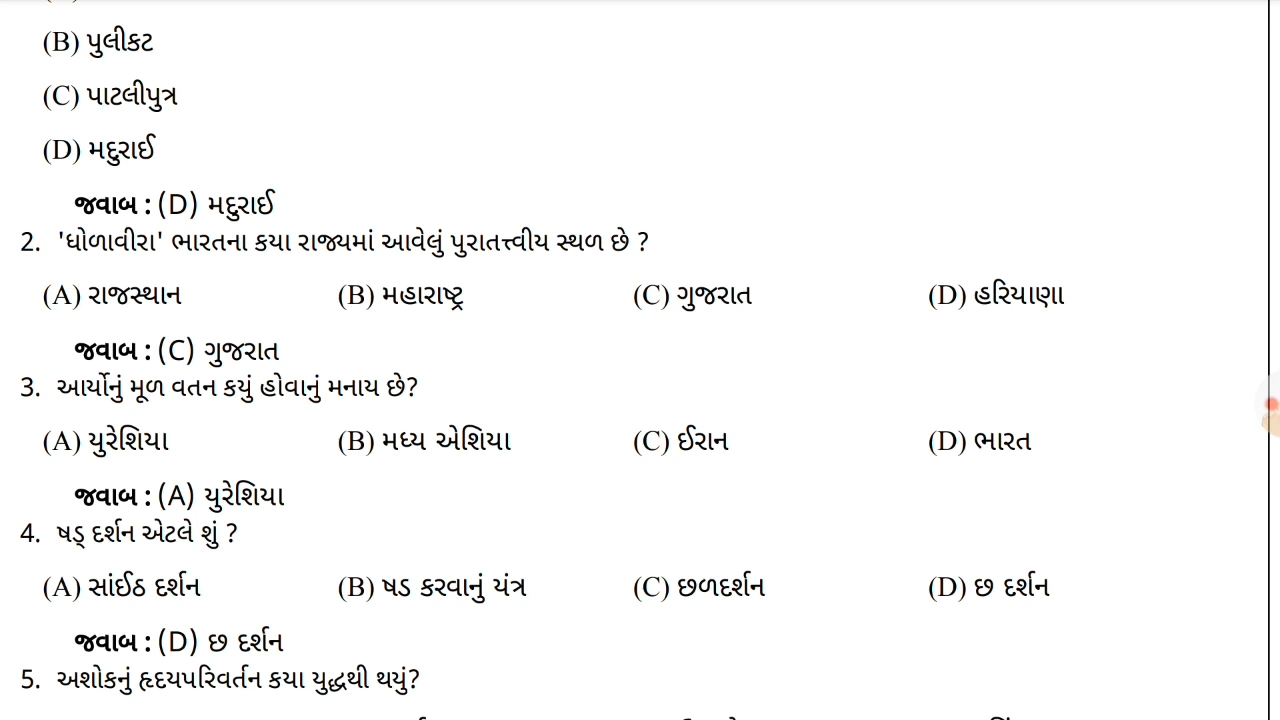 (B) પુલીકટ
(C) પાટલીપુત્ર
(D) મદુરાઈ
જવાબ : (D) મદુરાઈ
2. 'ધોળાવીરા' ભારતના કયા રાજ્યમાં આવેલું પુરાતત્ત્વીય સ્થળ છે ?
(A) રાજસ્થાન (B) મહારાષ્ટ્ર (C) ગુજરાત (D) હરિયાણા
જવાબ : (C) ગુજરાત
3. આર્યોનું મૂળ વતન કયું હોવાનું મનાય છે?
(A) યુરેશિયા (B) મધ્ય એશિયા (C) ઈરાન (D) ભારત
જવાબ : (A) યુરેશિયા
4. ષડ્ દર્શન એટલે શું ?
(A) સાંઈઠ દર્શન (B) ષડ કરવાનું યંત્ર (C) છળદર્શન (D) છ દર્શન
જવાબ : (D) છ દર્શન
5. અશોકનું હૃદયપરિવર્તન કયા યુદ્ધથી થયું?